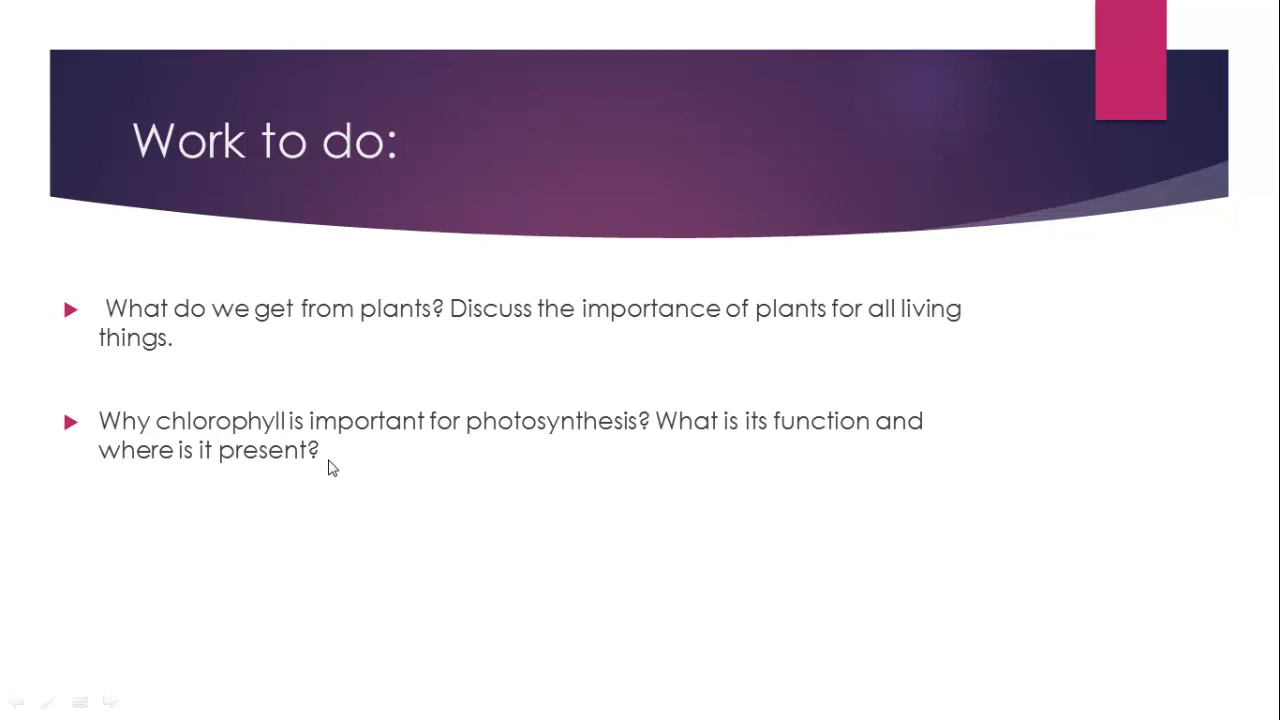 Work to do:
What do we get from plants? Discuss the importance of plants for all living
things.
Why chlorophyll is important for photosynthesis? What is its function and
where is it present?